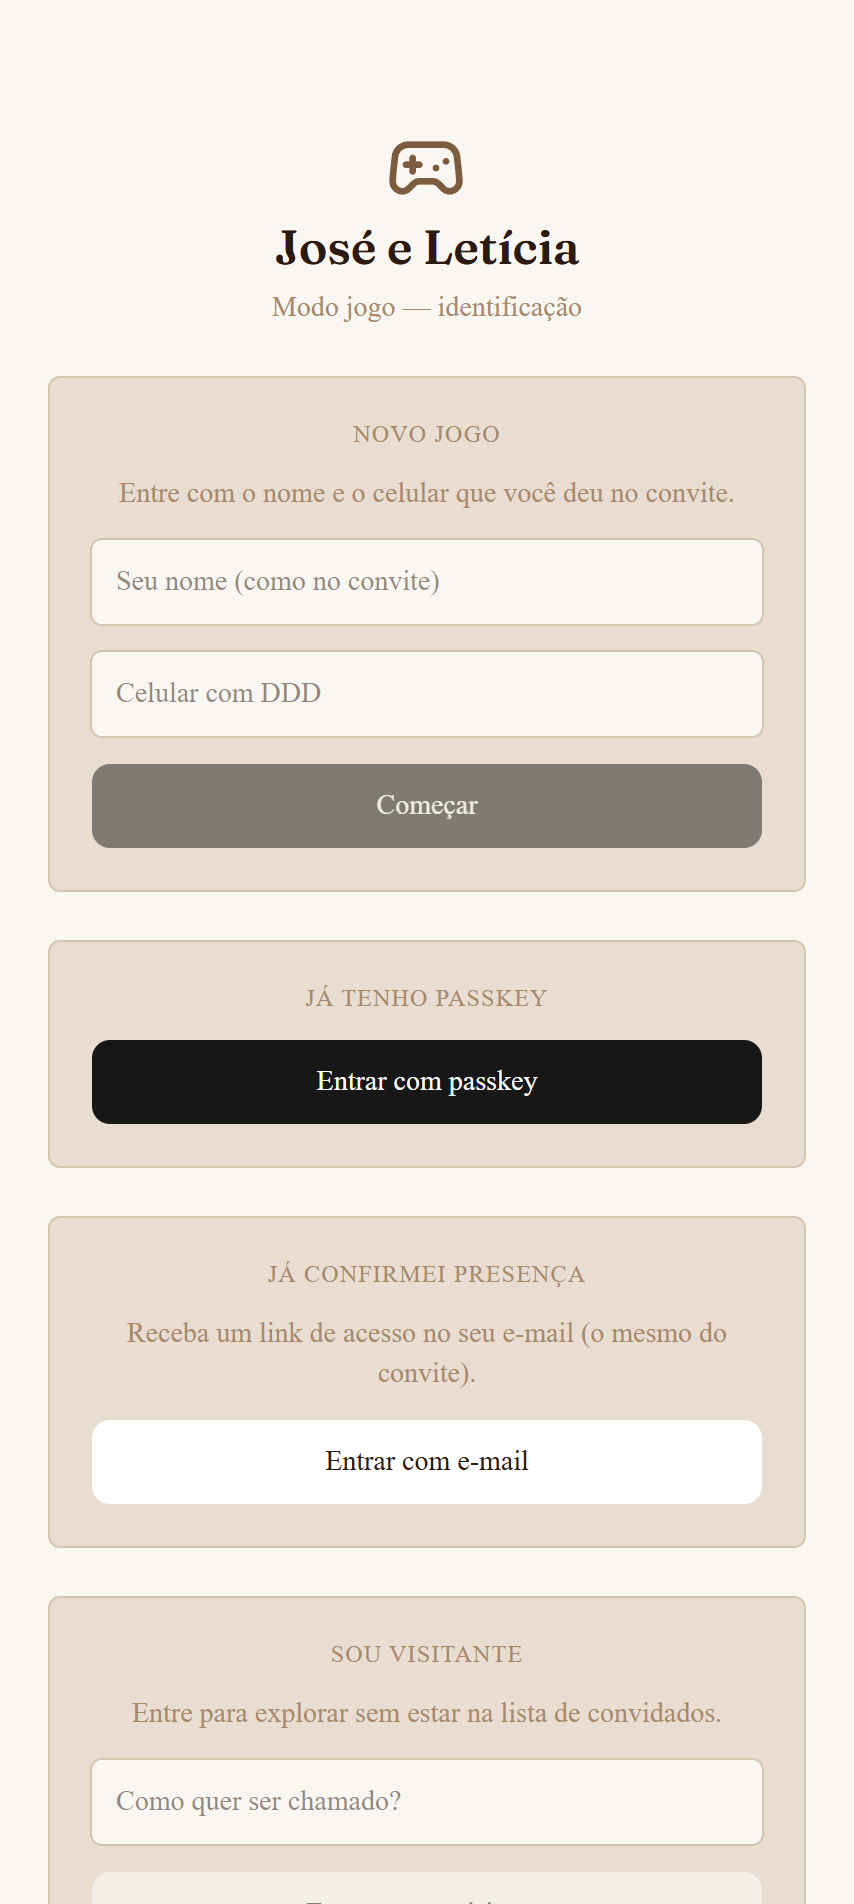 José e Letícia
Modo jogo — identificação
NOVO JOGO
Entre com o nome e o celular que você deu no convite.
Seu nome (como no convite)
Celular com DDD
Começar
JÁ TENHO PASSKEY
Entrar com passkey
JÁ CONFIRMEI PRESENÇA
Receba um link de acesso no seu e-mail (o mesmo do
convite).
Entrar com e-mail
SOU VISITANTE
Entre para explorar sem estar na lista de convidados.
Como quer ser chamado?